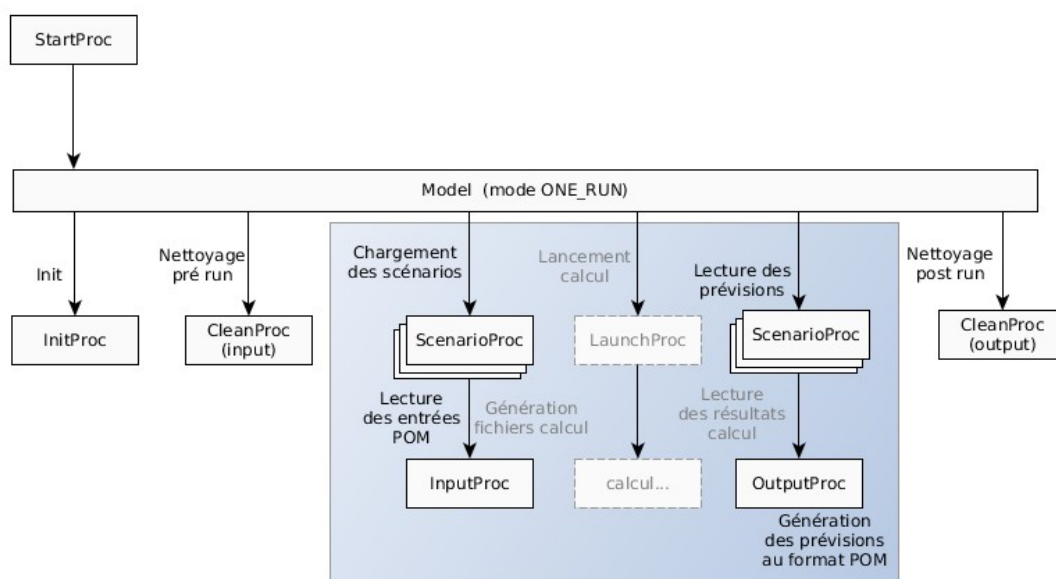 StartProc
Model (mode ONE_RUN)
Init
Nettoyage
pré run
Chargement
des scénarios
Lancement
calcul
Lecture des
prévisions
Nettoyage
post run
InitProc
CleanProc
(input)
ScenarioProc
LaunchProc
ScenarioProc
CleanProc
(output)
Lecture
des entrées
POM
Génération
fichiers calcul
Lecture
des résultats
calcul
InputProc
calcul...
OutputProc
Génération
des prévisions
au format POM